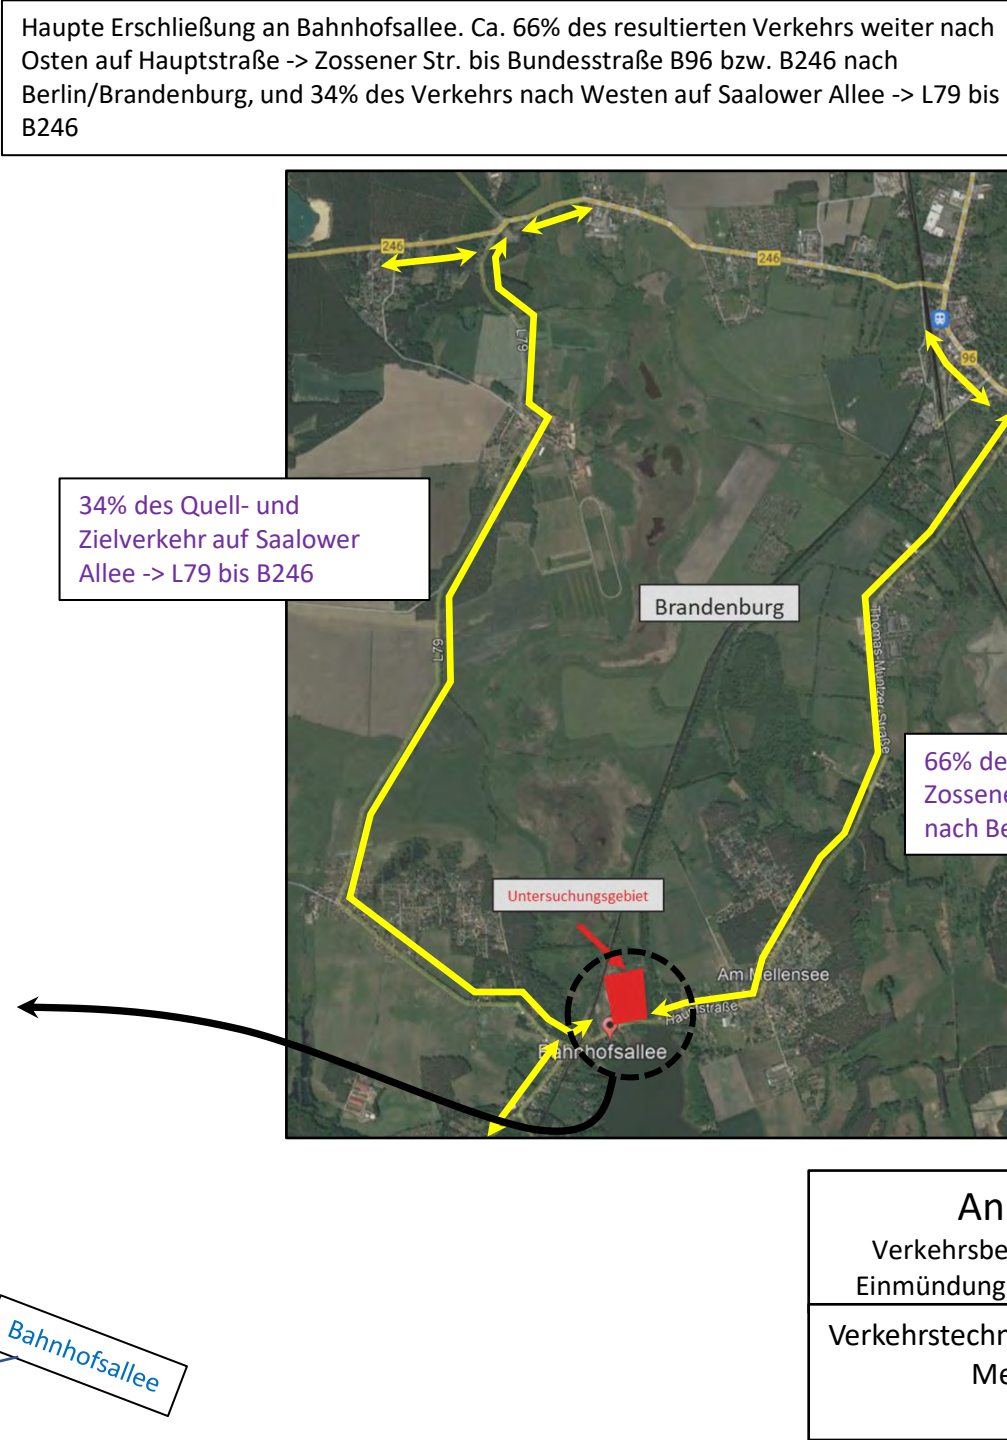 Haupte Erschließung an Bahnhofsallee. Ca. 66% des resultierten Verkehrs weiter nach
Osten auf Hauptstraße -> Zossener Str. bis Bundesstraße B96 bzw. B246 nach
Berlin/Brandenburg, und 34% des Verkehrs nach Westen auf Saalower Allee -> L79 bis
B246
246
246
L79
96
34% des Quell- und
Zielverkehr auf Saalower
Allee -> L79 bis B246
Brandenburg
L79
Thomas-Müntzer-Straße
66% de
Zossene
nach Be
Untersuchungsgebiet
Am Mellensee
Hauptstraße
Bahnhofsallee
An
Verkehrsbe
Einmündung
Verkehrstechn
Me
Bahnhofsallee